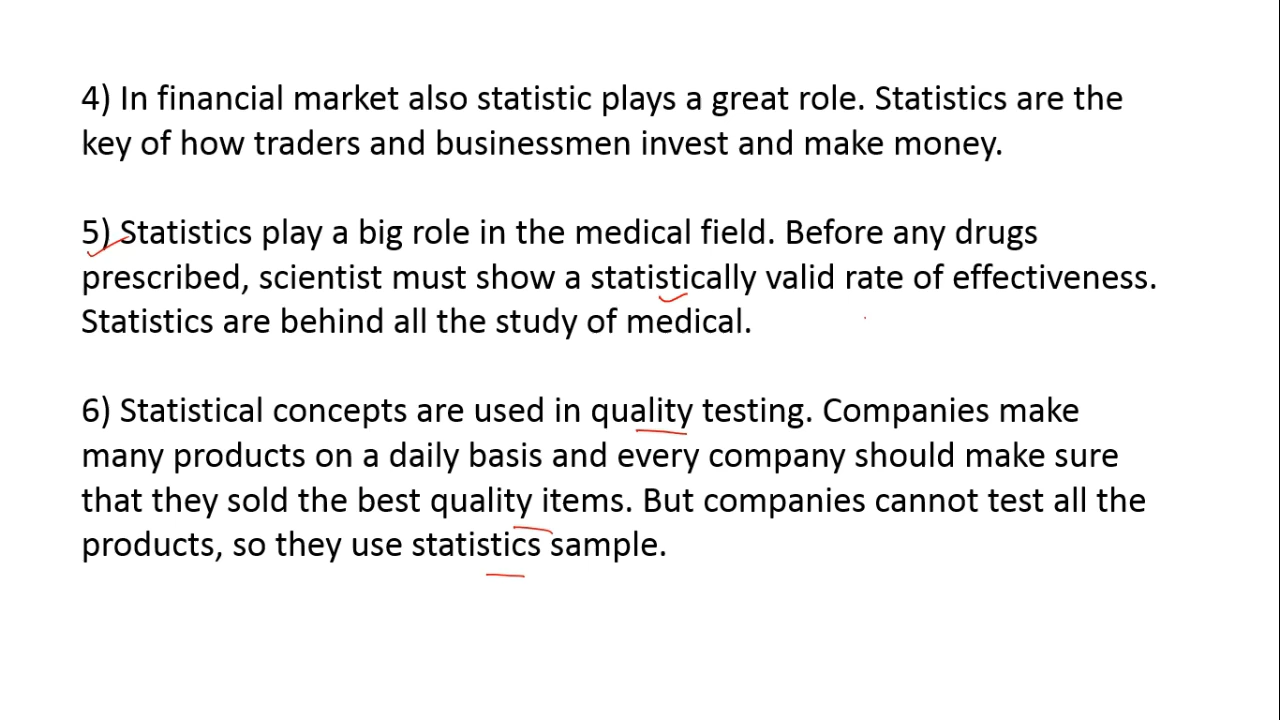 4) In financial market also statistic plays a great role. Statistics are the
key of how traders and businessmen invest and make money.
5) Statistics play a big role in the medical field. Before any drugs
prescribed, scientist must show a statistically valid rate of effectiveness.
Statistics are behind all the study of medical.
6) Statistical concepts are used in quality testing. Companies make
many products on a daily basis and every company should make sure
that they sold the best quality items. But companies cannot test all the
products, so they use statistics sample.